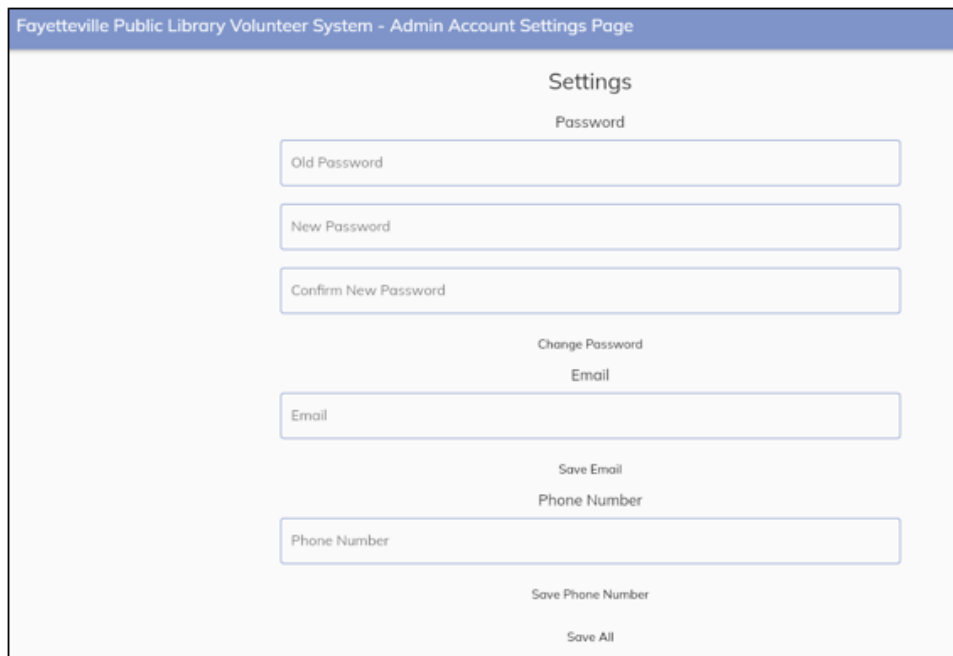 Fayetteville Public Library Volunteer System - Admin Account Settings Page
Settings
Password
Old Password
New Password
Confirm New Password
Change Password
Email
Email
Save Email
Phone Number
Phone Number
Save Phone Number
Save All